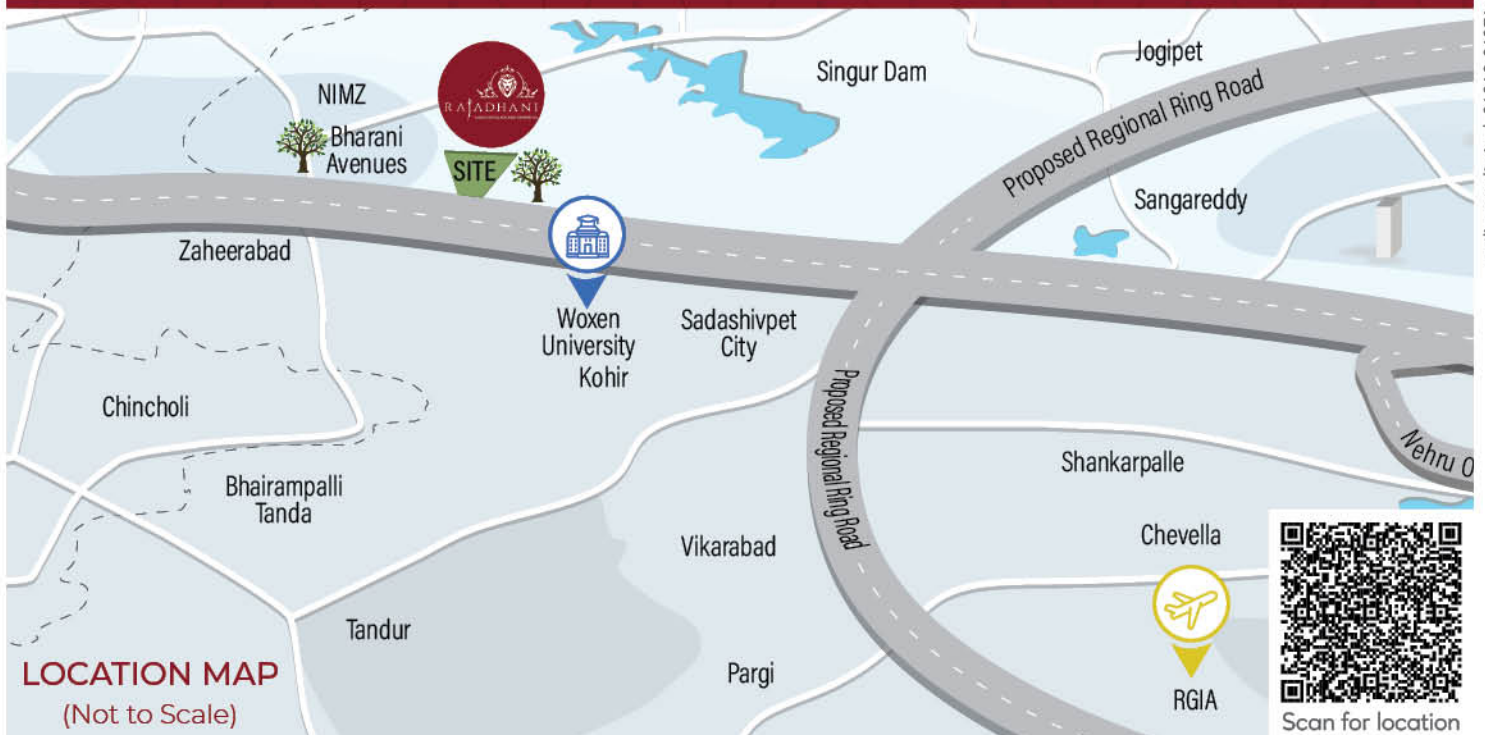 Jogipet
Singur Dam
NIMZ
Bharani
Avenues
RAJADHANI
SITE
Proposed Regional Ring Road
Sangareddy
Zaheerabad
Woxen
University
Kohir
Sadashivpet
City
Proposed Regional Ring Road
Chincholi
Nehru O
Shankarpalle
Bhairampalli
Tanda
Vikarabad
Chevella
Tandur
LOCATION MAP
(Not to Scale)
Pargi
RGIA
Scan for location